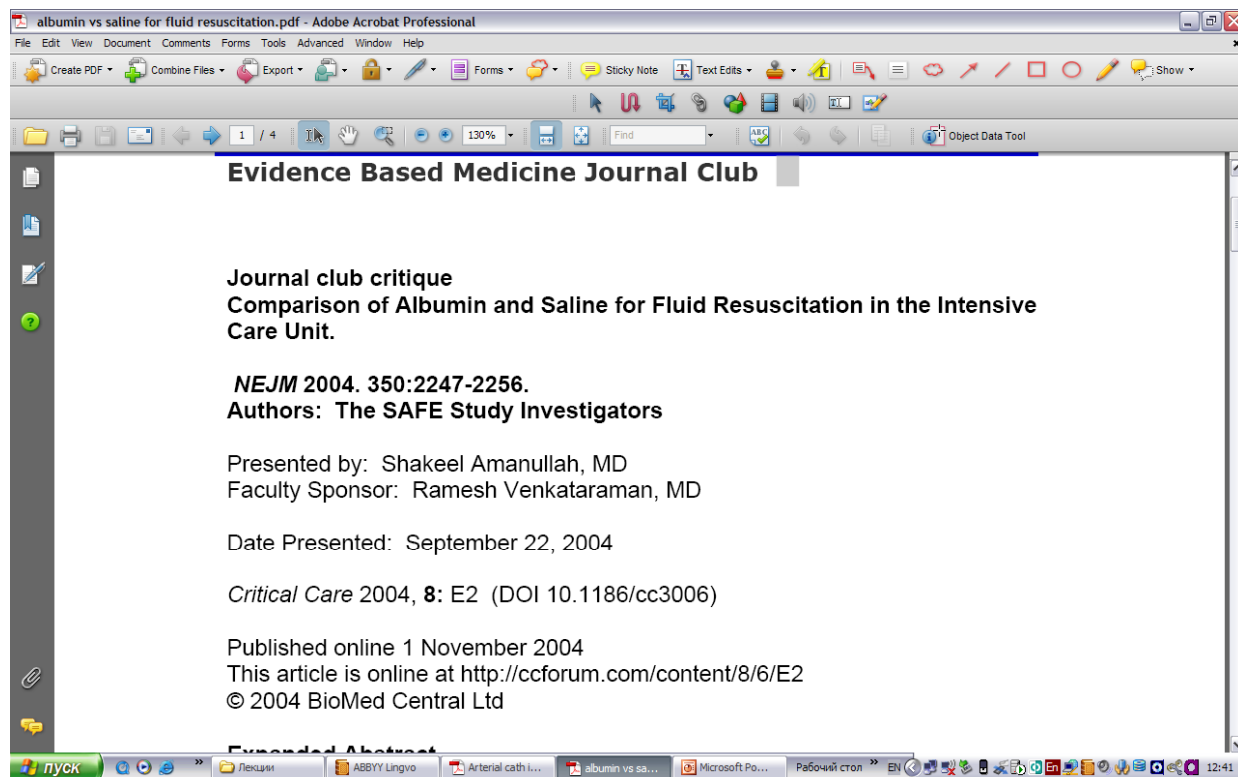 albumin vs saline for fluid resuscitation.pdf - Adobe Acrobat Professional
File Edit View Document Comments Forms Tools Advanced Window Help
Create PDF Combine Files Export Forms Sticky Note Text Edits Show
1 / 4 130% Find Object Data Tool
Evidence Based Medicine Journal Club
Journal club critique
Comparison of Albumin and Saline for Fluid Resuscitation in the Intensive
Care Unit.
NEJM 2004. 350:2247-2256.
Authors: The SAFE Study Investigators
Presented by: Shakeel Amanullah, MD
Faculty Sponsor: Ramesh Venkataraman, MD
Date Presented: September 22, 2004
Critical Care 2004, 8: E2 (DOI 10.1186/cc3006)
Published online 1 November 2004
This article is online at http://ccforum.com/content/8/6/E2
© 2004 BioMed Central Ltd
Expanded Abstract
пуск » Лекции ABBYY Lingvo Arterial cath i... albumin vs sa... Microsoft Po... Рабочий стол » EN En 12:41